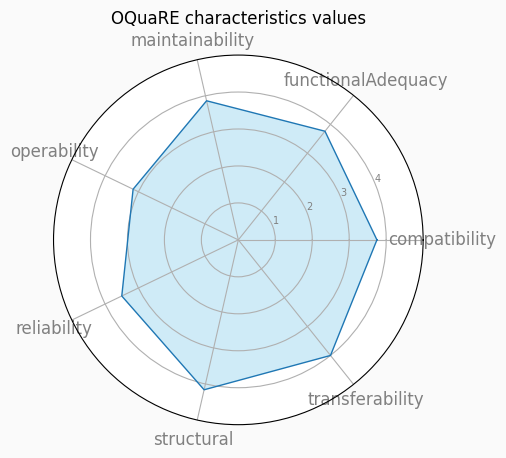 OQuaRE characteristics values
maintainability
functionalAdequacy
operability
4
3
2
1
compatibility
reliability
transferability
structural